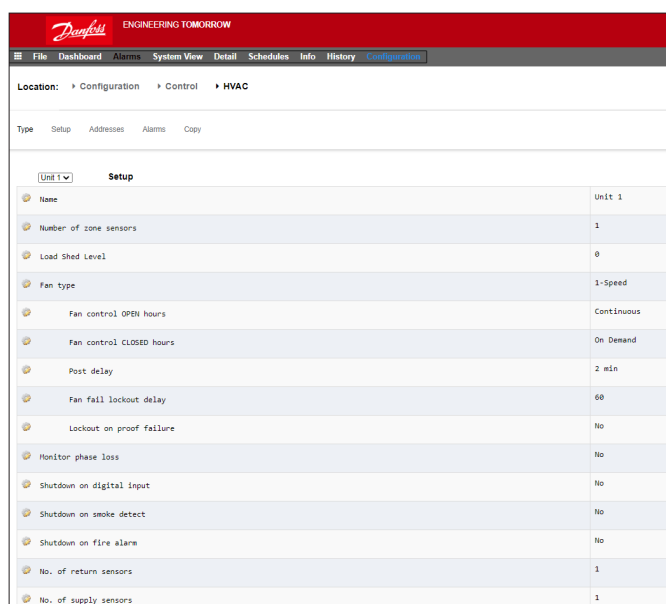 Danfoss ENGINEERING TOMORROW
File Dashboard Alarms System View Detail Schedules Info History Configuration
Location: Configuration Control HVAC
Type Setup Addresses Alarms Copy
Unit 1 Setup
Name Unit 1
Number of zone sensors 1
Load Shed Level 0
Fan type 1-Speed
Fan control OPEN hours Continuous
Fan control CLOSED hours On Demand
Post delay 2 min
Fan fail lockout delay 60
Lockout on proof failure No
Monitor phase loss No
Shutdown on digital input No
Shutdown on smoke detect No
Shutdown on fire alarm No
No. of return sensors 1
No. of supply sensors 1